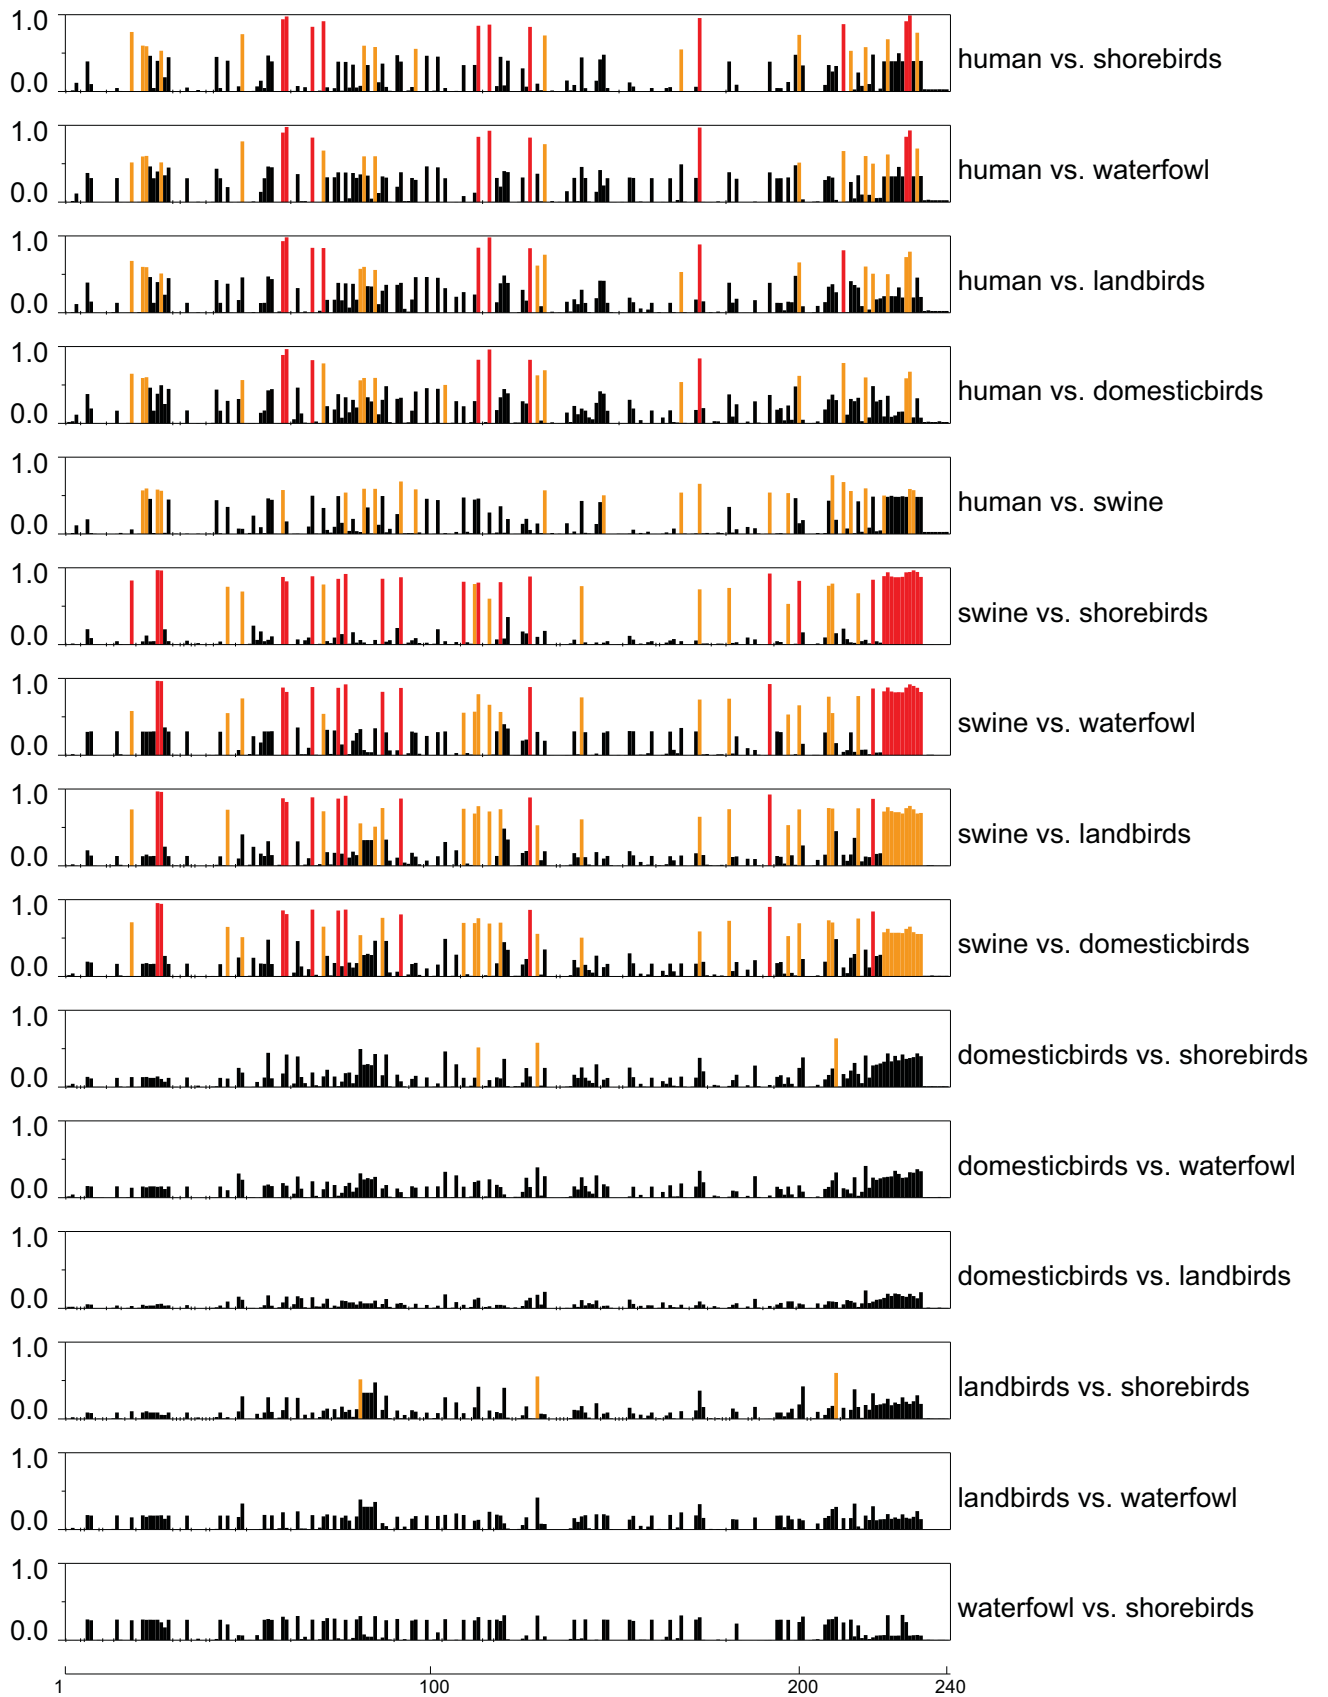 1.0
human vs. shorebirds
0.0
1.0
human vs. waterfowl
0.0
1.0
human vs. landbirds
0.0
1.0
human vs. domesticbirds
0.0
1.0
human vs. swine
0.0
1.0
swine vs. shorebirds
0.0
1.0
swine vs. waterfowl
0.0
1.0
swine vs. landbirds
0.0
1.0
swine vs. domesticbirds
0.0
1.0
domesticbirds vs. shorebirds
0.0
1.0
domesticbirds vs. waterfowl
0.0
1.0
domesticbirds vs. landbirds
0.0
1.0
landbirds vs. shorebirds
0.0
1.0
landbirds vs. waterfowl
0.0
1.0
waterfowl vs. shorebirds
0.0
1 100 200 240